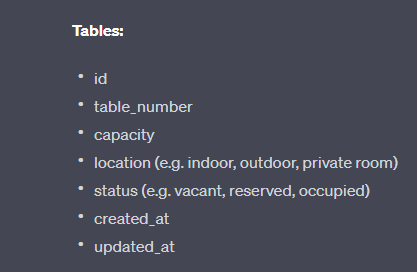 Tables:
• id
• table_number
• capacity
• location (e.g. indoor, outdoor, private room)
• status (e.g. vacant, reserved, occupied)
• created_at
• updated_at